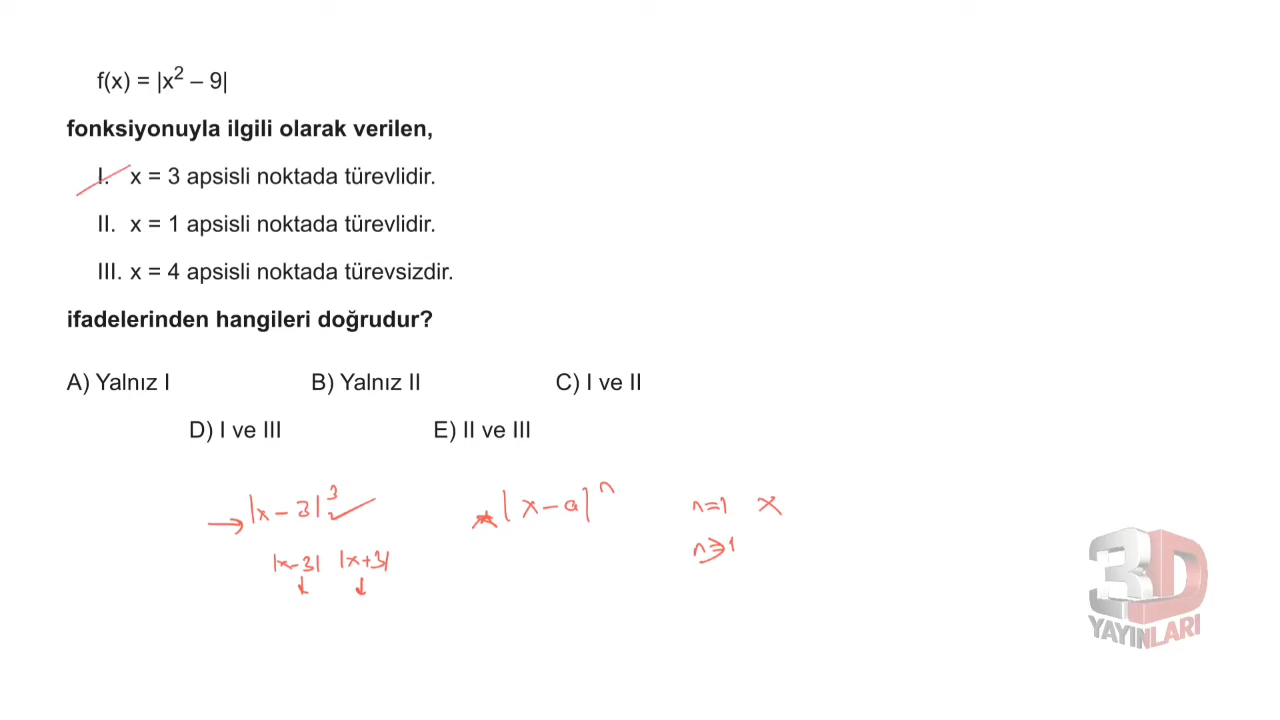 f(x) = |x² – 9|
fonksiyonuyla ilgili olarak verilen,
I. x = 3 apsisli noktada türevlidir.
II. x = 1 apsisli noktada türevlidir.
III. x = 4 apsisli noktada türevsizdir.
ifadelerinden hangileri doğrudur?
A) Yalnız I B) Yalnız II C) I ve II
D) I ve III E) II ve III
→ |x – 3|³ ✓ * |x – a|ⁿ n=1 ×
|x-3| |x+3|
↓ ↓
3D
YAYINLARI